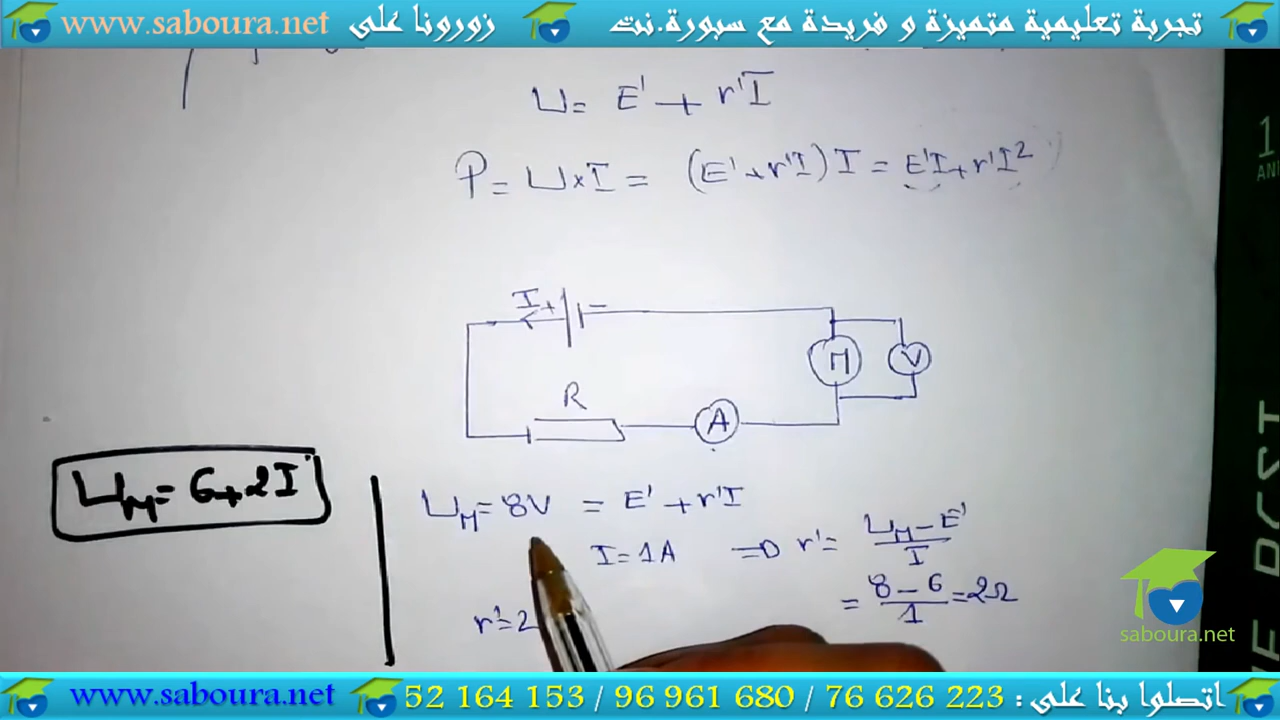 www.saboura.net زورونا على تجربة تعليمية متميزة و فريدة مع سبورة.نت
U= E' + r'I
P = U×I = (E'+r'I) I = E'I+r'I²
I + -
M V
R
A
U_M = 6+2I
U_M = 8V = E' + r'I
I = 1A => r' = (U_M - E')/I
= (8-6)/1 = 2Ω
r' = 2
saboura.net
www.saboura.net 52 164 153 / 96 961 680 / 76 626 223 : اتصلوا بنا على